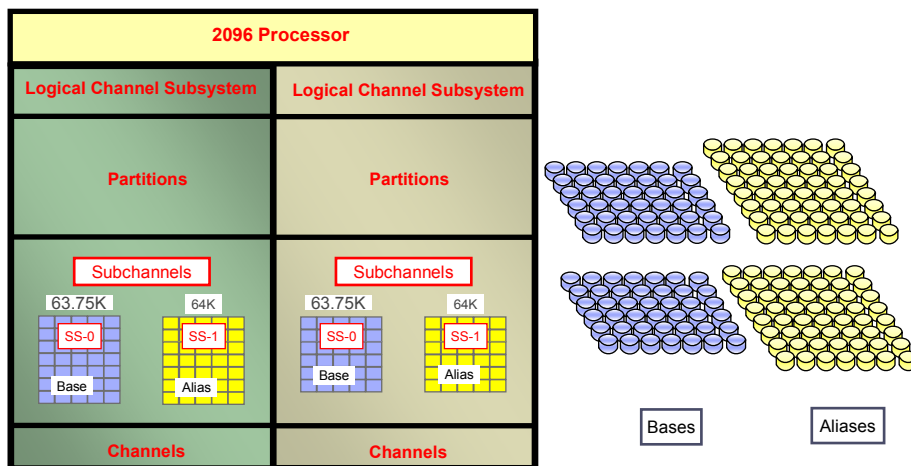 2096 Processor
Logical Channel Subsystem
Logical Channel Subsystem
Partitions
Partitions
Subchannels
Subchannels
63.75K
64K
63.75K
64K
SS-0
SS-1
SS-0
SS-1
Base
Alias
Base
Alias
Bases
Aliases
Channels
Channels